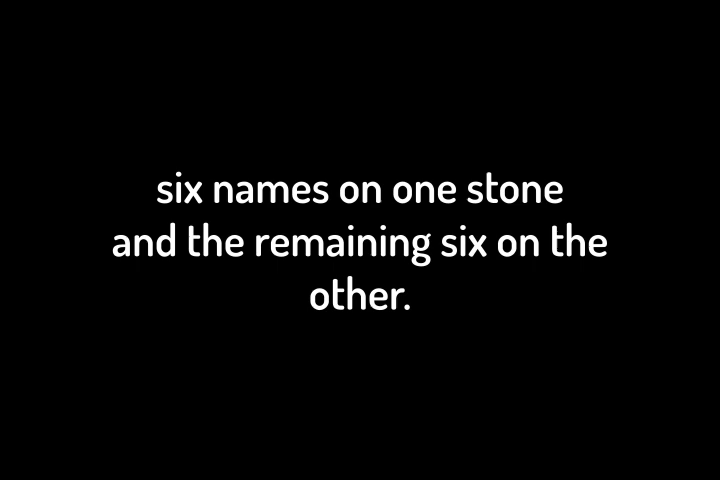 six names on one stone
and the remaining six on the
other.